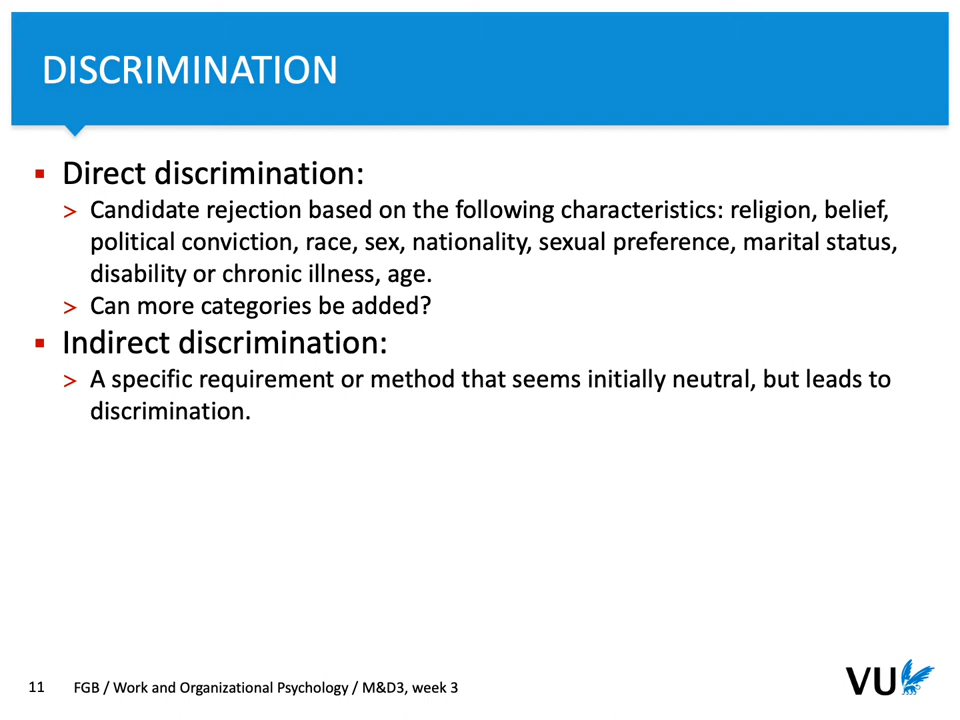 DISCRIMINATION
▪ Direct discrimination:
> Candidate rejection based on the following characteristics: religion, belief,
political conviction, race, sex, nationality, sexual preference, marital status,
disability or chronic illness, age.
> Can more categories be added?
▪ Indirect discrimination:
> A specific requirement or method that seems initially neutral, but leads to
discrimination.
11 FGB / Work and Organizational Psychology / M&D3, week 3
VU